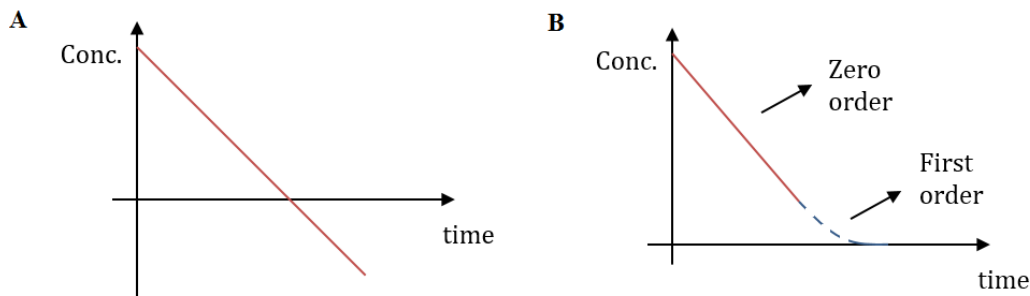 A
Conc.
time
B
Conc.
Zero
order
First
order
time